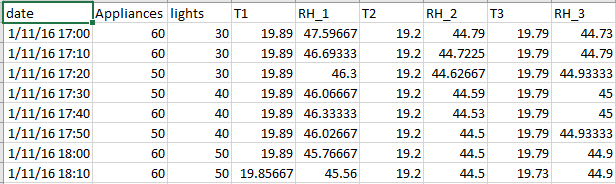 date Appliances lights T1 RH_1 T2 RH_2 T3 RH_3
1/11/16 17:00 60 30 19.89 47.59667 19.2 44.79 19.79 44.73
1/11/16 17:10 60 30 19.89 46.69333 19.2 44.7225 19.79 44.79
1/11/16 17:20 50 30 19.89 46.3 19.2 44.62667 19.79 44.93333
1/11/16 17:30 50 40 19.89 46.06667 19.2 44.59 19.79 45
1/11/16 17:40 60 40 19.89 46.33333 19.2 44.53 19.79 45
1/11/16 17:50 50 40 19.89 46.02667 19.2 44.5 19.79 44.93333
1/11/16 18:00 60 50 19.89 45.76667 19.2 44.5 19.79 44.9
1/11/16 18:10 60 50 19.85667 45.56 19.2 44.5 19.73 44.9